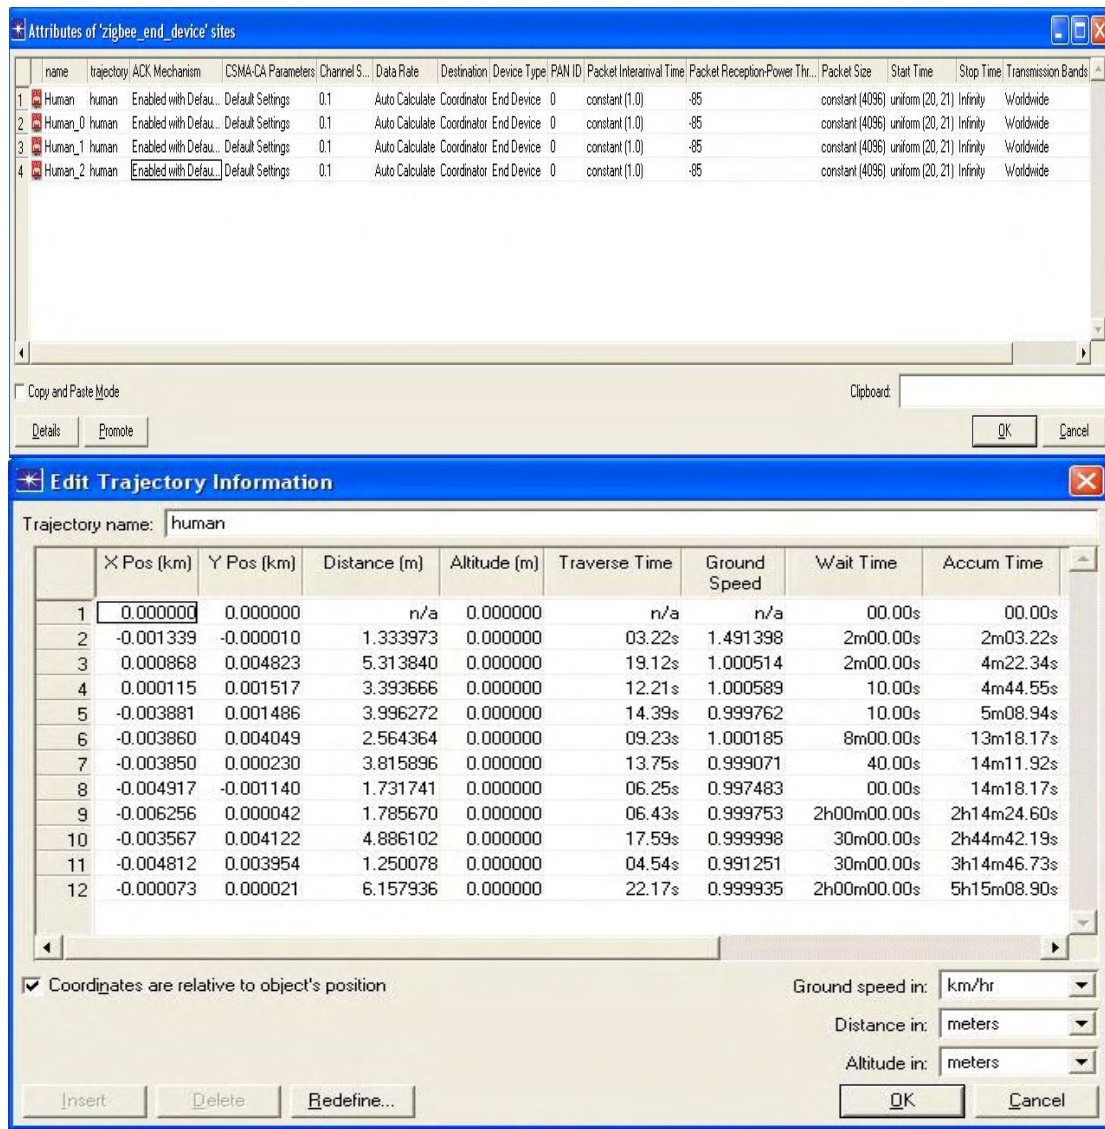 Attributes of 'zigbee_end_device' sites
name trajectory ACK Mechanism CSMA-CA Parameters Channel S... Data Rate Destination Device Type PAN ID Packet Interarrival Time Packet Reception-Power Thr... Packet Size Start Time Stop Time Transmission Bands
1 Human human Enabled with Defau... Default Settings 0.1 Auto Calculate Coordinator End Device 0 constant (1.0) -85 constant (4096) uniform (20, 21) Infinity Worldwide
2 Human_0 human Enabled with Defau... Default Settings 0.1 Auto Calculate Coordinator End Device 0 constant (1.0) -85 constant (4096) uniform (20, 21) Infinity Worldwide
3 Human_1 human Enabled with Defau... Default Settings 0.1 Auto Calculate Coordinator End Device 0 constant (1.0) -85 constant (4096) uniform (20, 21) Infinity Worldwide
4 Human_2 human Enabled with Defau... Default Settings 0.1 Auto Calculate Coordinator End Device 0 constant (1.0) -85 constant (4096) uniform (20, 21) Infinity Worldwide
Copy and Paste Mode Clipboard:
Details Promote OK Cancel
Edit Trajectory Information
Trajectory name: human
X Pos (km) Y Pos (km) Distance (m) Altitude (m) Traverse Time Ground Speed Wait Time Accum Time
1 0.000000 0.000000 n/a 0.000000 n/a n/a 00.00s 00.00s
2 -0.001339 -0.000010 1.333973 0.000000 03.22s 1.491398 2m00.00s 2m03.22s
3 0.000868 0.004823 5.313840 0.000000 19.12s 1.000514 2m00.00s 4m22.34s
4 0.000115 0.001517 3.393666 0.000000 12.21s 1.000589 10.00s 4m44.55s
5 -0.003881 0.001486 3.996272 0.000000 14.39s 0.999762 10.00s 5m08.94s
6 -0.003860 0.004049 2.564364 0.000000 09.23s 1.000185 8m00.00s 13m18.17s
7 -0.003850 0.000230 3.815896 0.000000 13.75s 0.999071 40.00s 14m11.92s
8 -0.004917 -0.001140 1.731741 0.000000 06.25s 0.997483 00.00s 14m18.17s
9 -0.006256 0.000042 1.785670 0.000000 06.43s 0.999753 2h00m00.00s 2h14m24.60s
10 -0.003567 0.004122 4.886102 0.000000 17.59s 0.999998 30m00.00s 2h44m42.19s
11 -0.004812 0.003954 1.250078 0.000000 04.54s 0.991251 30m00.00s 3h14m46.73s
12 -0.000073 0.000021 6.157936 0.000000 22.17s 0.999935 2h00m00.00s 5h15m08.90s
Coordinates are relative to object's position Ground speed in: km/hr
Distance in: meters
Altitude in: meters
Insert Delete Redefine... OK Cancel